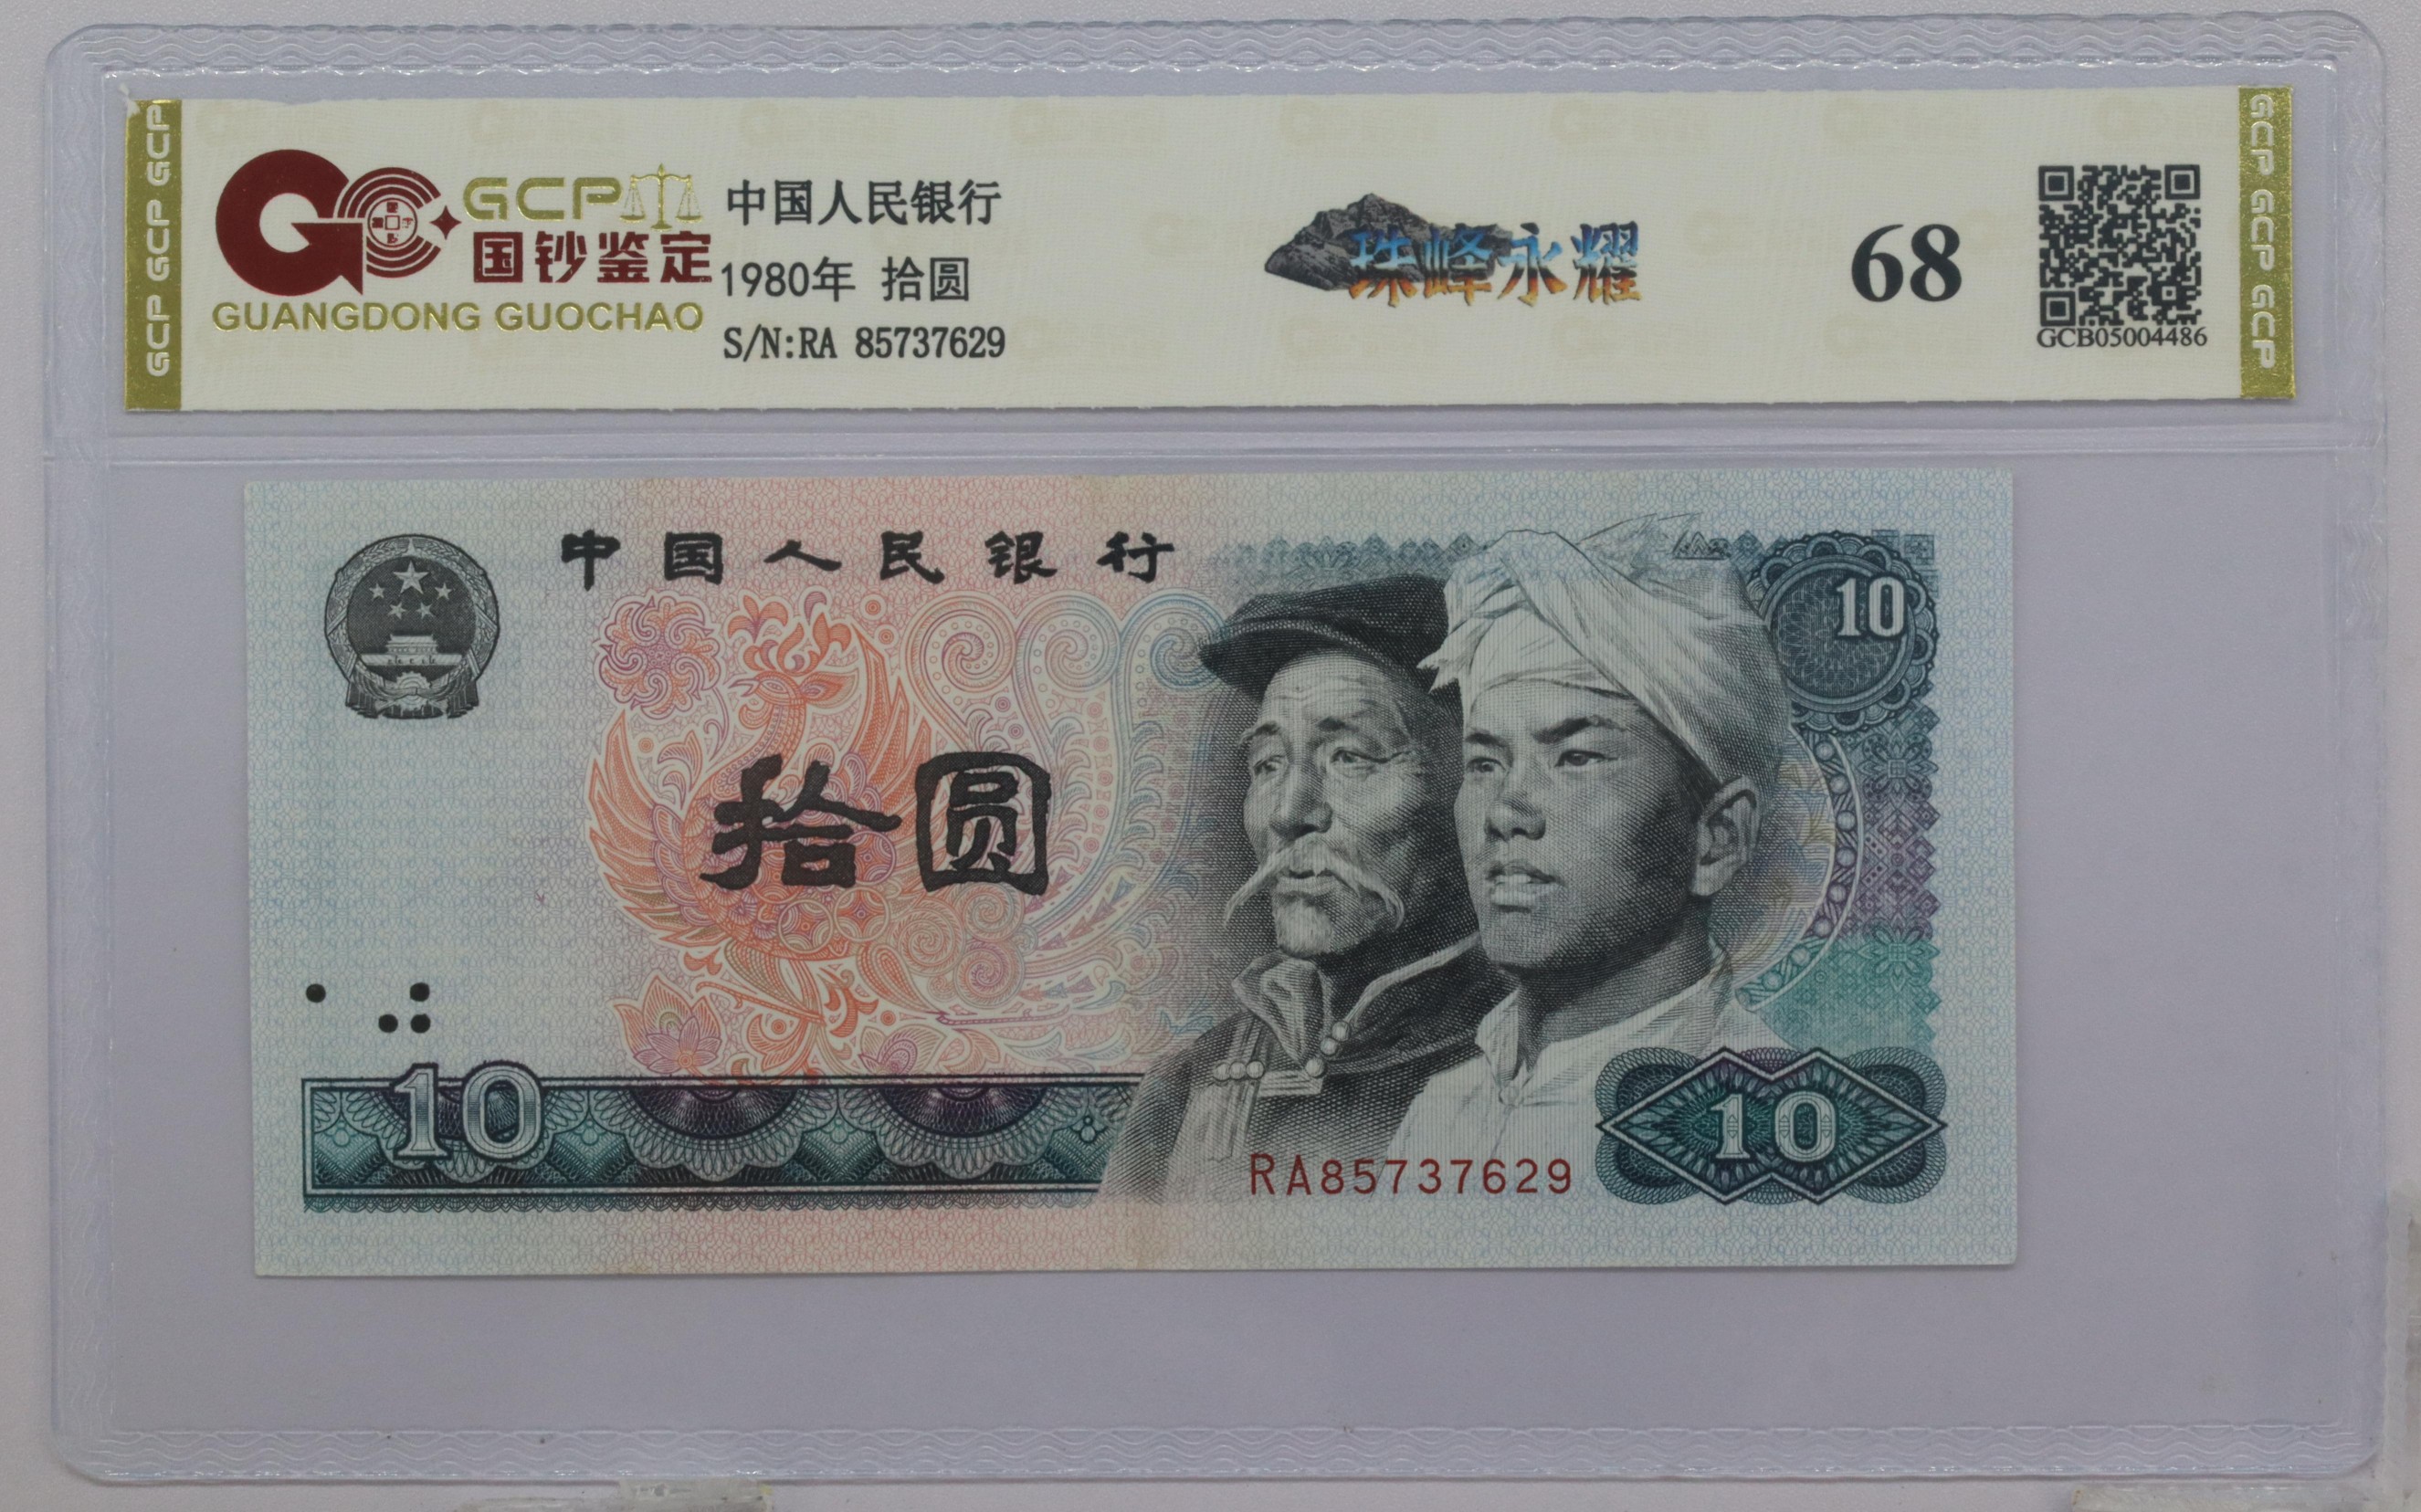 GCP GCP GCP
GCP
国钞鉴定
GUANGDONG GUOCHAO
中国人民银行
1980年 拾圆
S/N:RA 85737629
珠峰永耀
68
GCB05004486
GCP GCP GCP
中国人民银行
10
拾圆
10
RA85737629
10